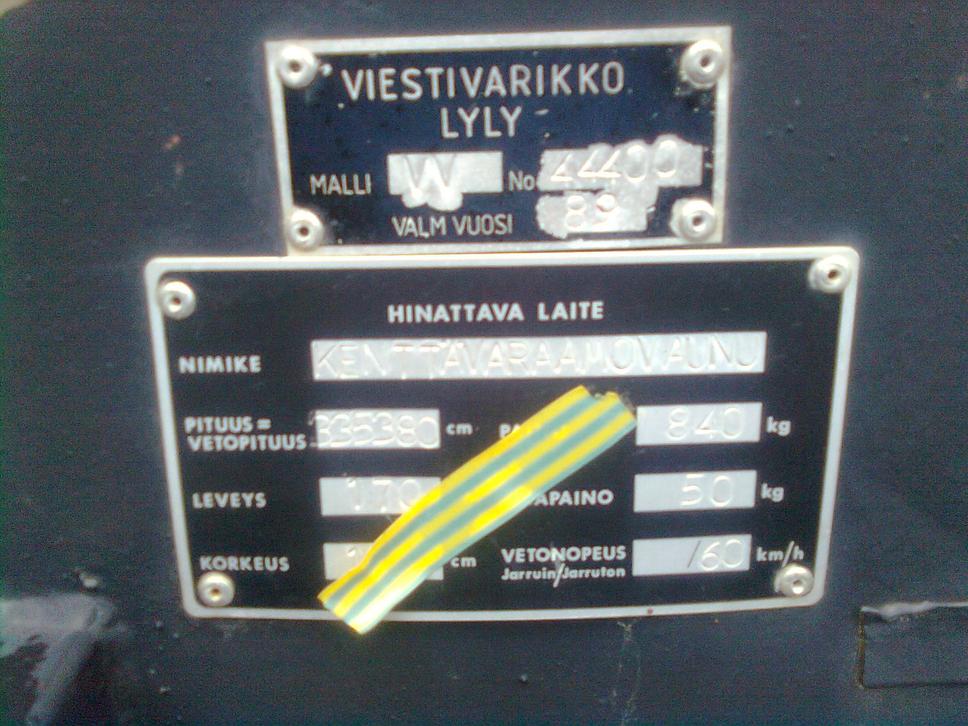 VIESTIVARIKKO
LYLY
MALLI W No 44400
VALM VUOSI 89
HINATTAVA LAITE
NIMIKE KENTTÄVARAAMOVAUNU
PITUUS = VETOPITUUS 335380 cm 840 kg
LEVEYS 170 50 kg
KORKEUS cm VETONOPEUS Jarruin/Jarruton /60 km/h